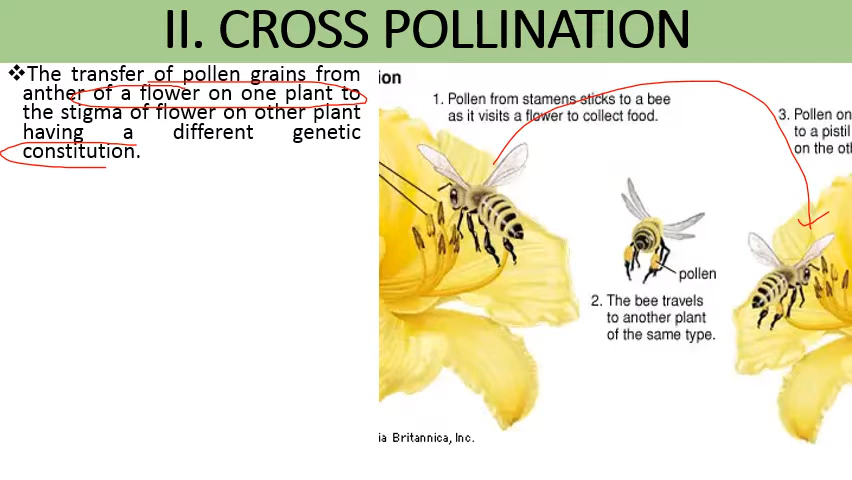 II. CROSS POLLINATION
❖The transfer of pollen grains from
anther of a flower on one plant to
the stigma of flower on other plant
having a different genetic
constitution.
ion
1. Pollen from stamens sticks to a bee
as it visits a flower to collect food.
3. Pollen on
to a pistil
on the oth
pollen
2. The bee travels
to another plant
of the same type.
ia Britannica, Inc.